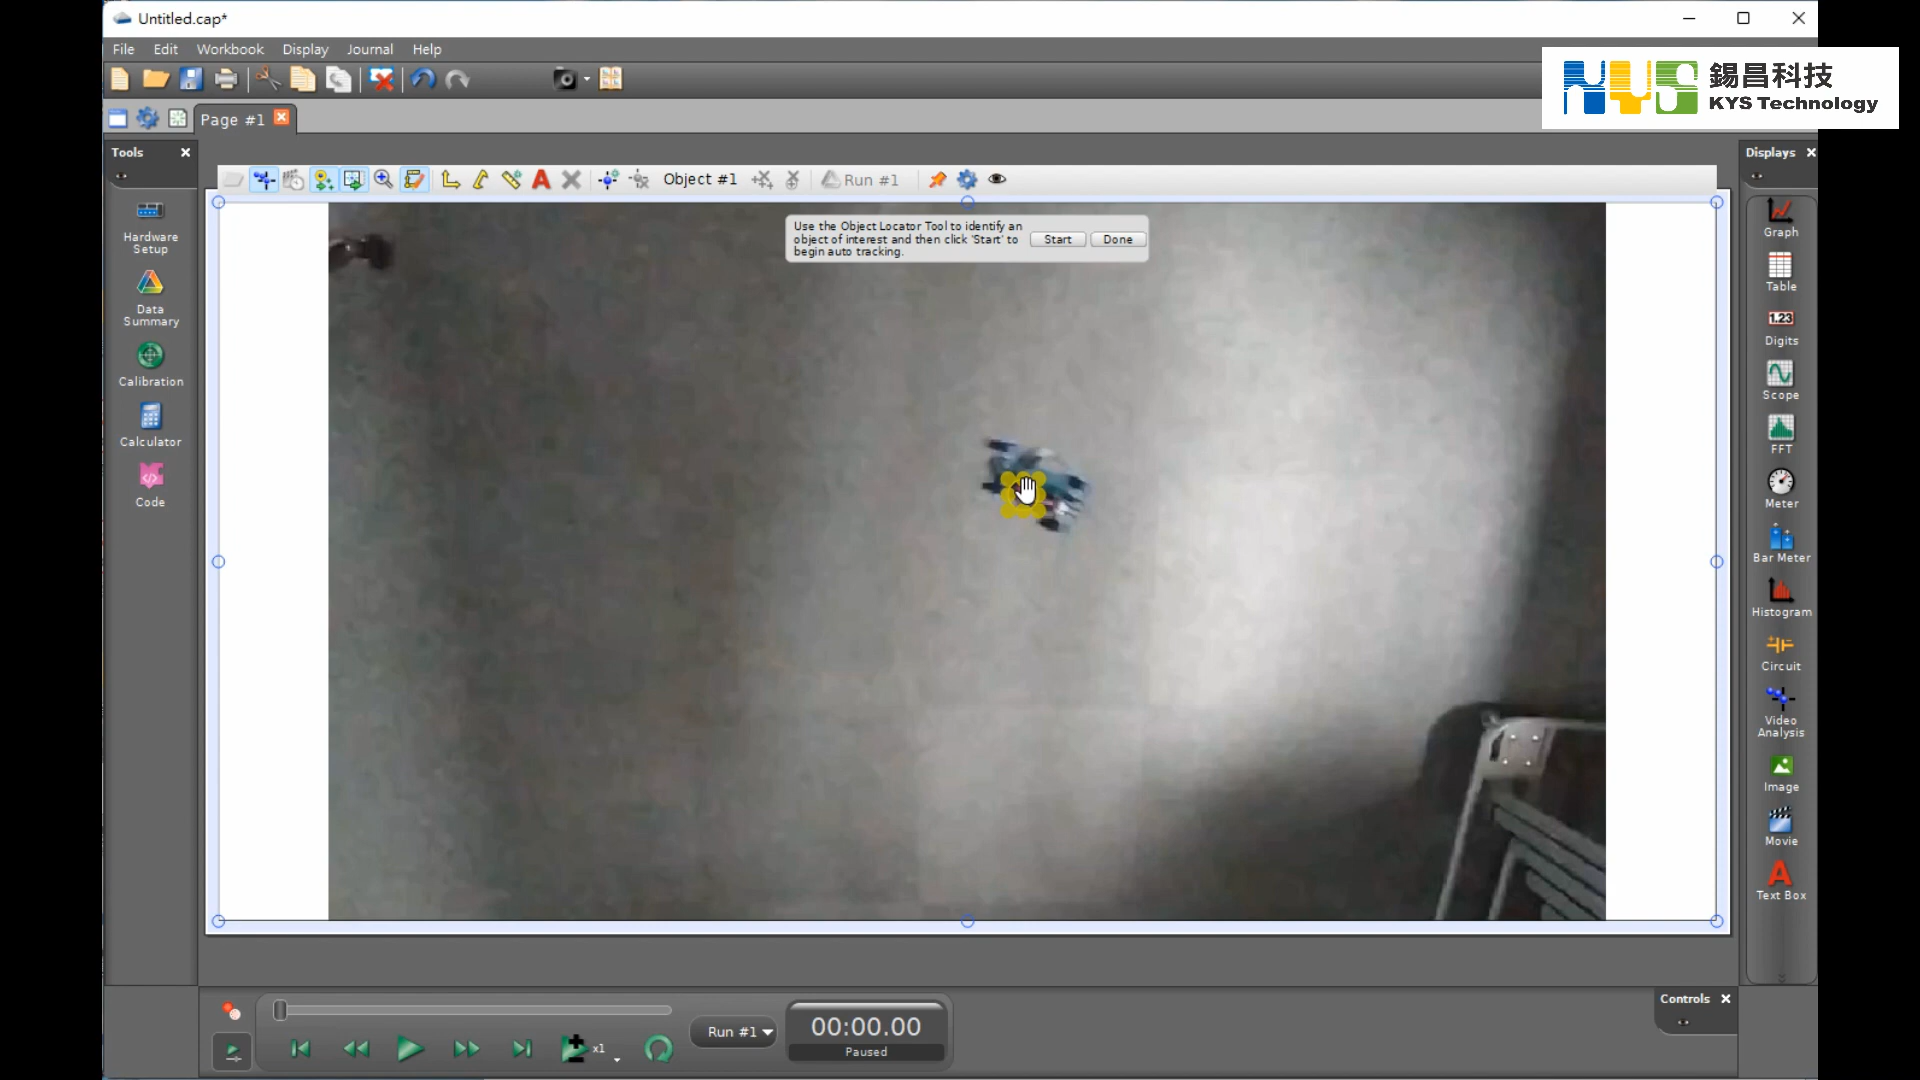 Untitled.cap*
File Edit Workbook Display Journal Help
錫昌科技
KYS Technology
Page #1
Tools
Displays
Object #1
Run #1
Use the Object Locator Tool to identify an
object of interest and then click 'Start' to
begin auto tracking.
Start
Done
Hardware
Setup
Data
Summary
Calibration
Calculator
Code
Graph
Table
1.23
Digits
Scope
FFT
Meter
Bar Meter
Histogram
Circuit
Video
Analysis
Image
Movie
A
Text Box
Controls
x1
Run #1
00:00.00
Paused